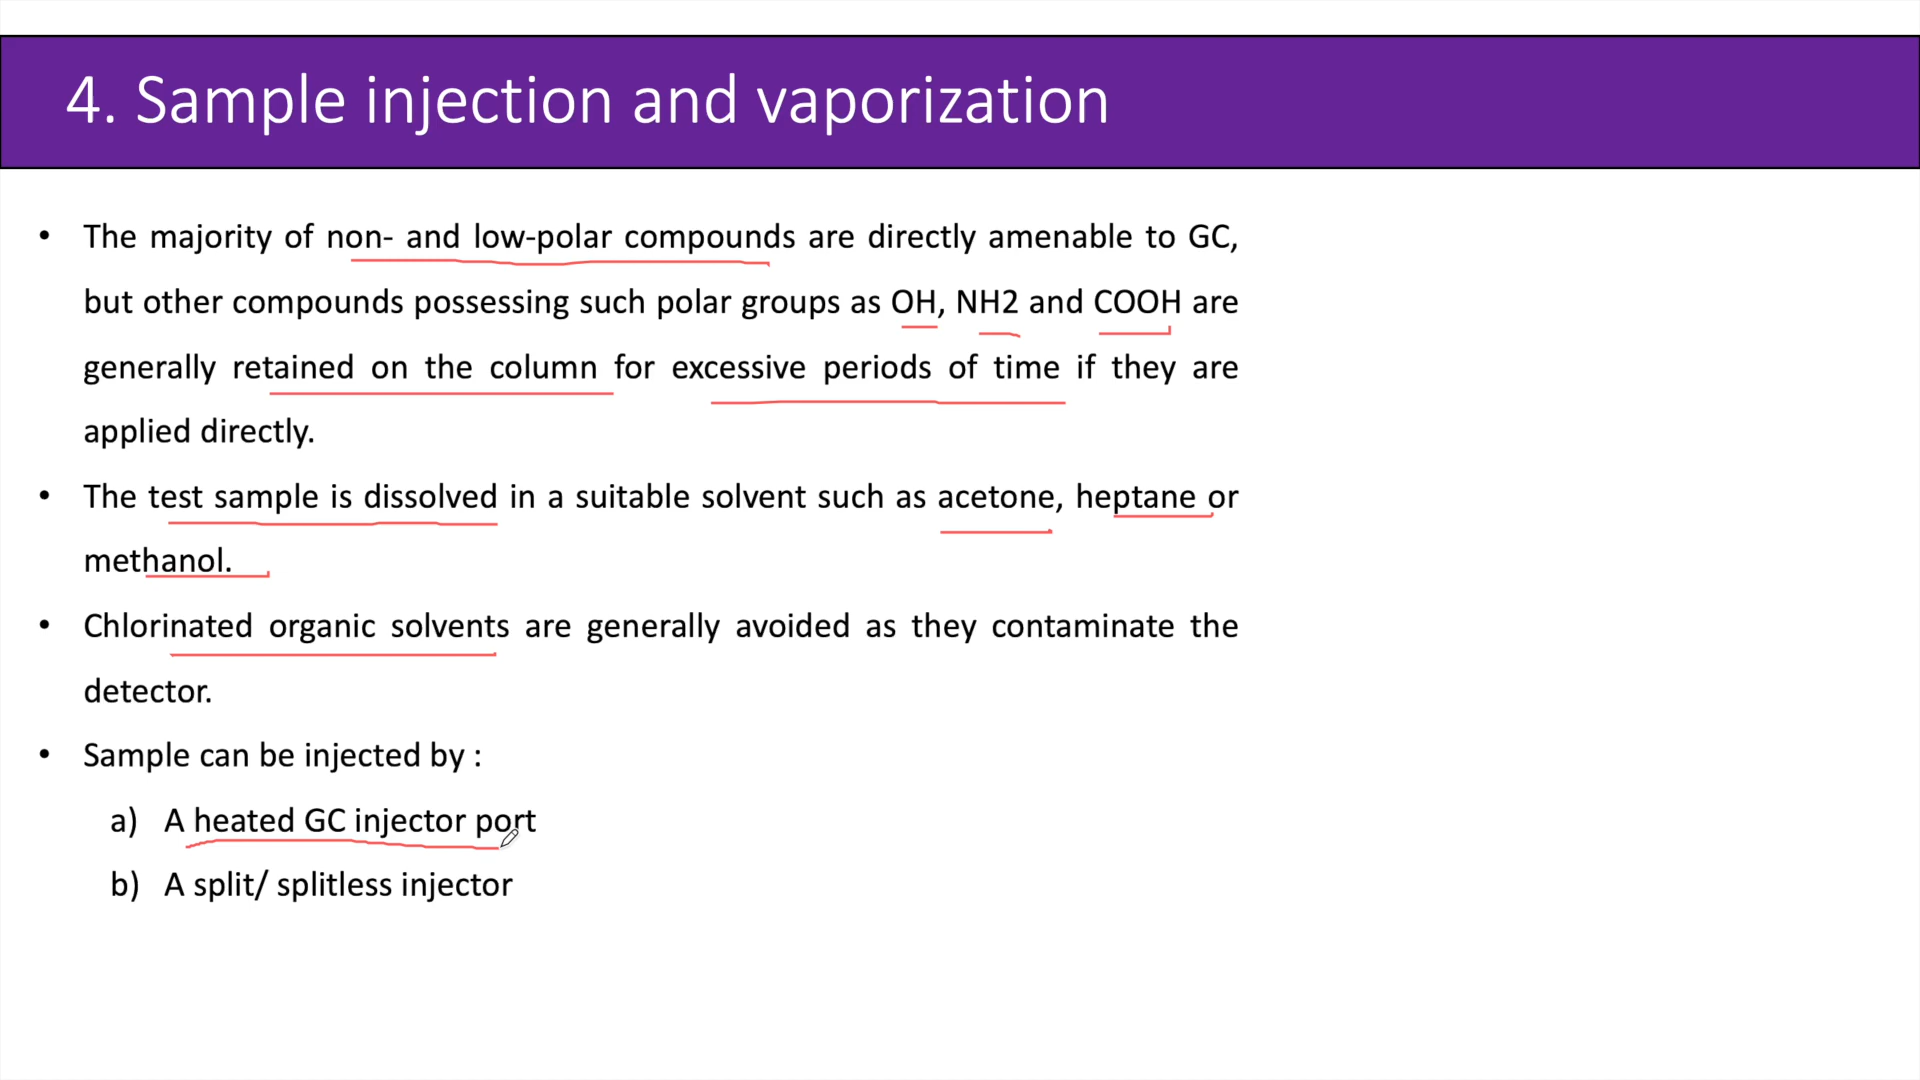 4. Sample injection and vaporization
• The majority of non- and low-polar compounds are directly amenable to GC,
but other compounds possessing such polar groups as OH, NH2 and COOH are
generally retained on the column for excessive periods of time if they are
applied directly.
• The test sample is dissolved in a suitable solvent such as acetone, heptane or
methanol.
• Chlorinated organic solvents are generally avoided as they contaminate the
detector.
• Sample can be injected by :
a) A heated GC injector port
b) A split/ splitless injector